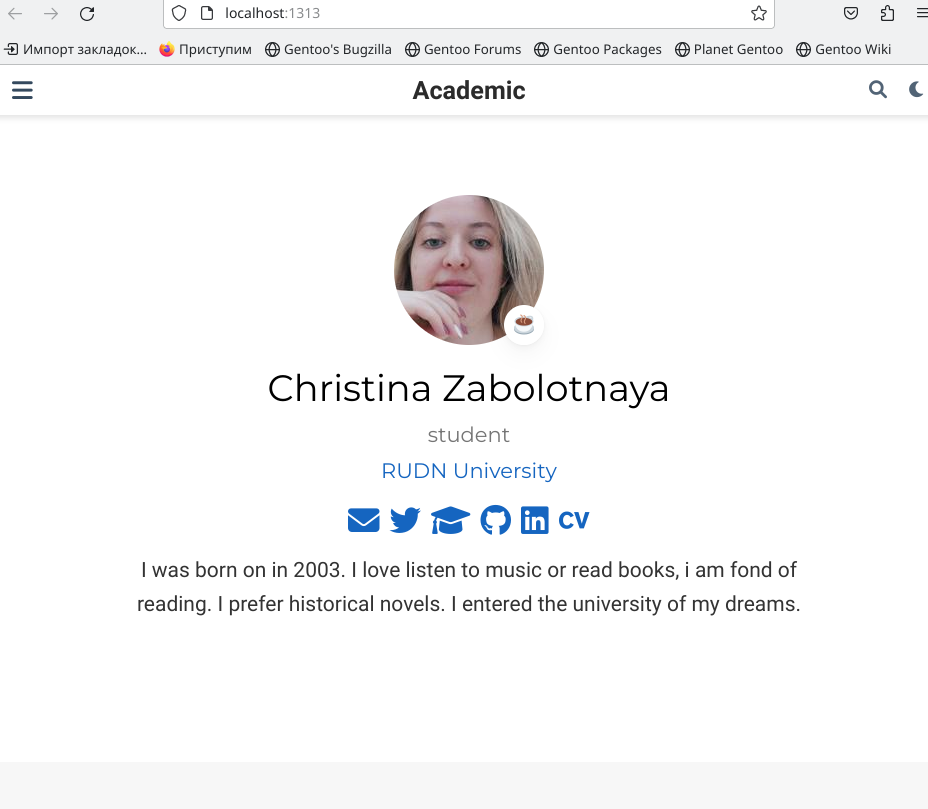 localhost:1313
Импорт закладок... Приступим Gentoo's Bugzilla Gentoo Forums Gentoo Packages Planet Gentoo Gentoo Wiki
Academic
Christina Zabolotnaya
student
RUDN University
CV
I was born on in 2003. I love listen to music or read books, i am fond of
reading. I prefer historical novels. I entered the university of my dreams.